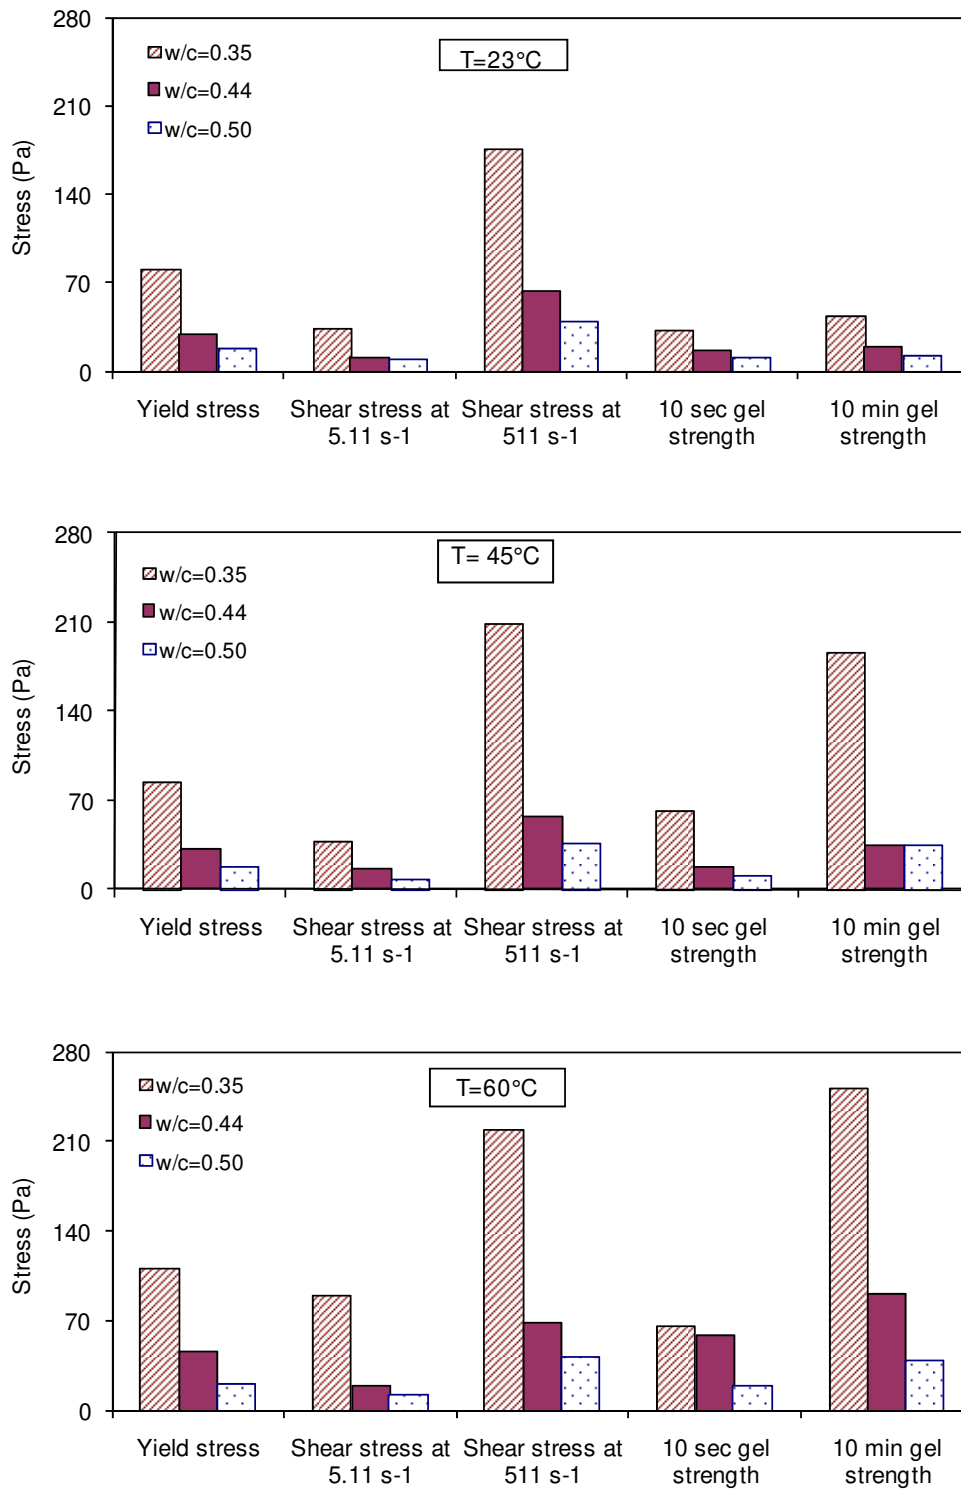 280
T=23°C
w/c=0.35
w/c=0.44
w/c=0.50
210
140
70
0
Stress (Pa)
Yield stress
Shear stress at
5.11 s-1
Shear stress at
511 s-1
10 sec gel
strength
10 min gel
strength
280
T= 45°C
w/c=0.35
w/c=0.44
w/c=0.50
210
140
70
0
Stress (Pa)
Yield stress
Shear stress at
5.11 s-1
Shear stress at
511 s-1
10 sec gel
strength
10 min gel
strength
280
T=60°C
w/c=0.35
w/c=0.44
w/c=0.50
210
140
70
0
Stress (Pa)
Yield stress
Shear stress at
5.11 s-1
Shear stress at
511 s-1
10 sec gel
strength
10 min gel
strength